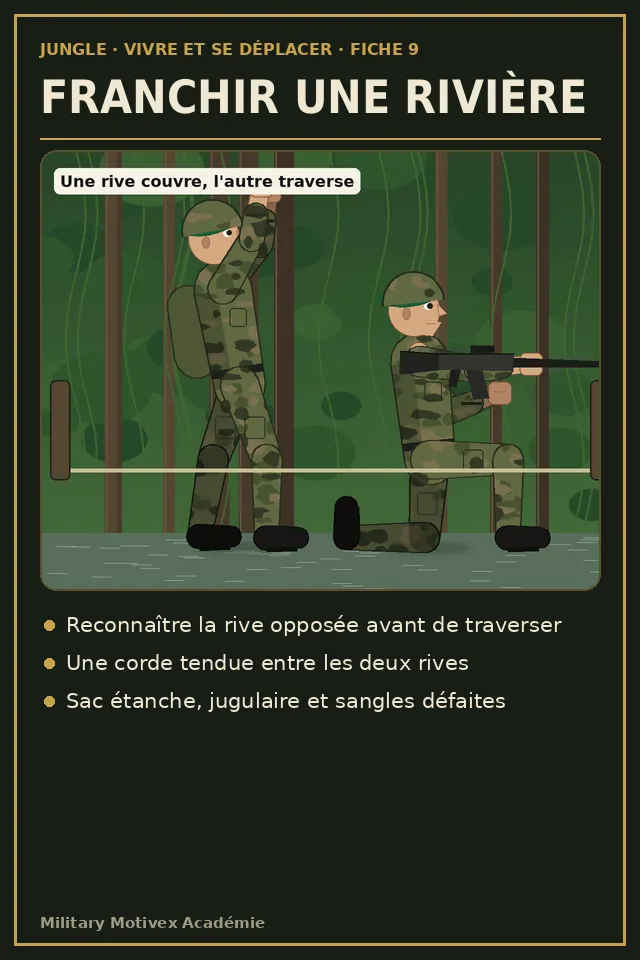 JUNGLE · VIVRE ET SE DÉPLACER · FICHE 9
FRANCHIR UNE RIVIÈRE
Une rive couvre, l'autre traverse
Reconnaître la rive opposée avant de traverser
Une corde tendue entre les deux rives
Sac étanche, jugulaire et sangles défaites
Military Motivex Académie